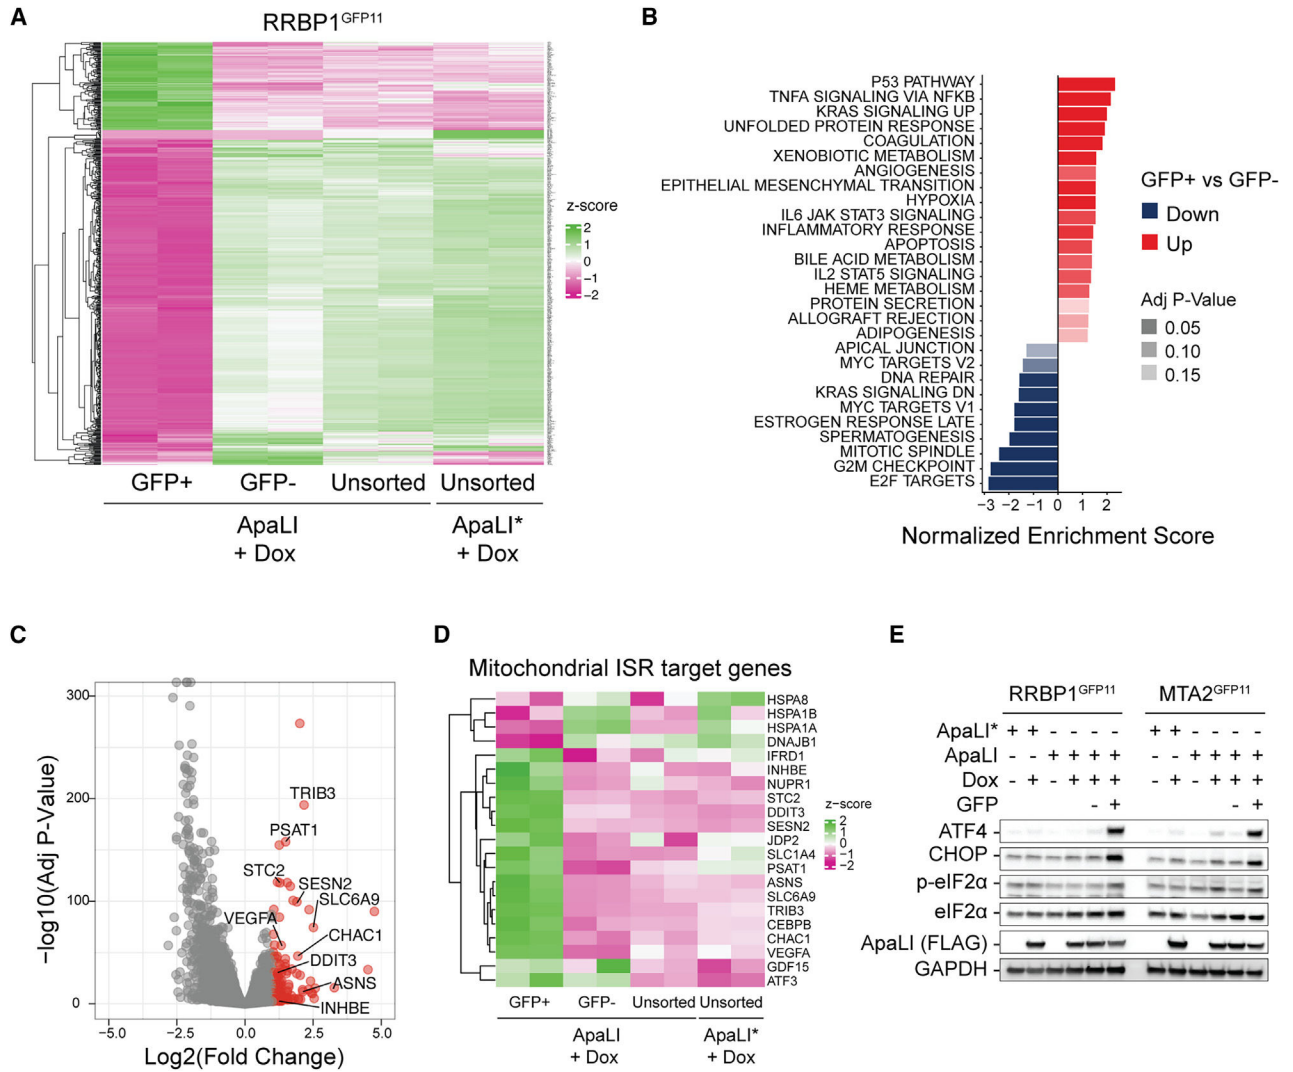 A
RRBP1GFP11
z-score
2
1
0
−1
−2
GFP+ GFP- Unsorted Unsorted
ApaLI
+ Dox
ApaLI*
+ Dox
B
P53 PATHWAY
TNFA SIGNALING VIA NFKB
KRAS SIGNALING UP
UNFOLDED PROTEIN RESPONSE
COAGULATION
XENOBIOTIC METABOLISM
ANGIOGENESIS
EPITHELIAL MESENCHYMAL TRANSITION
HYPOXIA
IL6 JAK STAT3 SIGNALING
INFLAMMATORY RESPONSE
APOPTOSIS
BILE ACID METABOLISM
IL2 STAT5 SIGNALING
HEME METABOLISM
PROTEIN SECRETION
ALLOGRAFT REJECTION
ADIPOGENESIS
APICAL JUNCTION
MYC TARGETS V2
DNA REPAIR
KRAS SIGNALING DN
MYC TARGETS V1
ESTROGEN RESPONSE LATE
SPERMATOGENESIS
MITOTIC SPINDLE
G2M CHECKPOINT
E2F TARGETS
−3 −2 −1 0 1 2
Normalized Enrichment Score
GFP+ vs GFP-
Down
Up
Adj P-Value
0.05
0.10
0.15
C
−log10(Adj P-Value)
300
200
100
0
TRIB3
PSAT1
STC2
SESN2
SLC6A9
VEGFA
CHAC1
DDIT3
ASNS
INHBE
−5.0 −2.5 0.0 2.5 5.0
Log2(Fold Change)
D
Mitochondrial ISR target genes
HSPA8
HSPA1B
HSPA1A
DNAJB1
IFRD1
INHBE
NUPR1
STC2
DDIT3
SESN2
JDP2
SLC1A4
PSAT1
ASNS
SLC6A9
TRIB3
CEBPB
CHAC1
VEGFA
GDF15
ATF3
z-score
2
1
0
−1
−2
GFP+ GFP- Unsorted Unsorted
ApaLI
+ Dox
ApaLI*
+ Dox
E
RRBP1GFP11 MTA2GFP11
ApaLI* + + - - - - + + - - - -
ApaLI - - + + + + - - + + + +
Dox - + - + + + - + - + + +
GFP - + - +
ATF4
CHOP
p-eIF2α
eIF2α
ApaLI (FLAG)
GAPDH